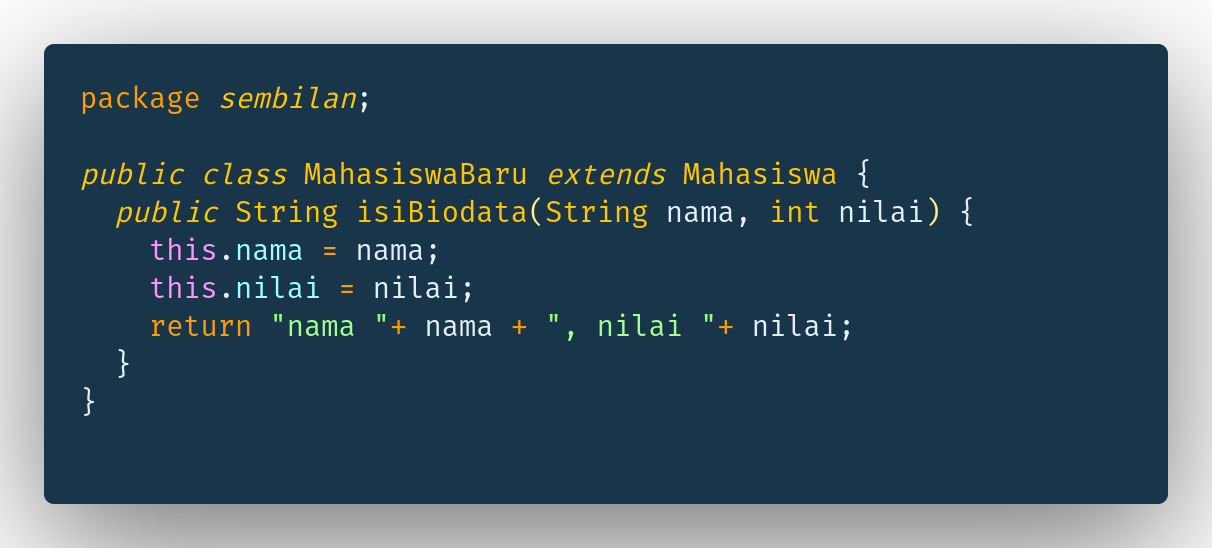 package sembilan;
public class MahasiswaBaru extends Mahasiswa {
  public String isiBiodata(String nama, int nilai) {
    this.nama = nama;
    this.nilai = nilai;
    return "nama "+ nama + ", nilai "+ nilai;
  }
}